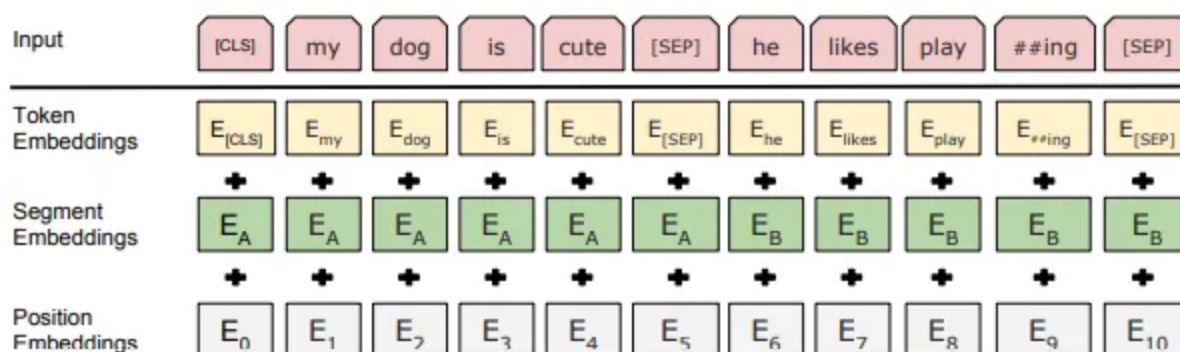 Input [CLS] my dog is cute [SEP] he likes play ##ing [SEP]
Token
Embeddings E[CLS] Emy Edog Eis Ecute E[SEP] Ehe Elikes Eplay E##ing E[SEP]
+ + + + + + + + + + +
Segment
Embeddings EA EA EA EA EA EA EB EB EB EB EB
+ + + + + + + + + + +
Position
Embeddings E0 E1 E2 E3 E4 E5 E6 E7 E8 E9 E10